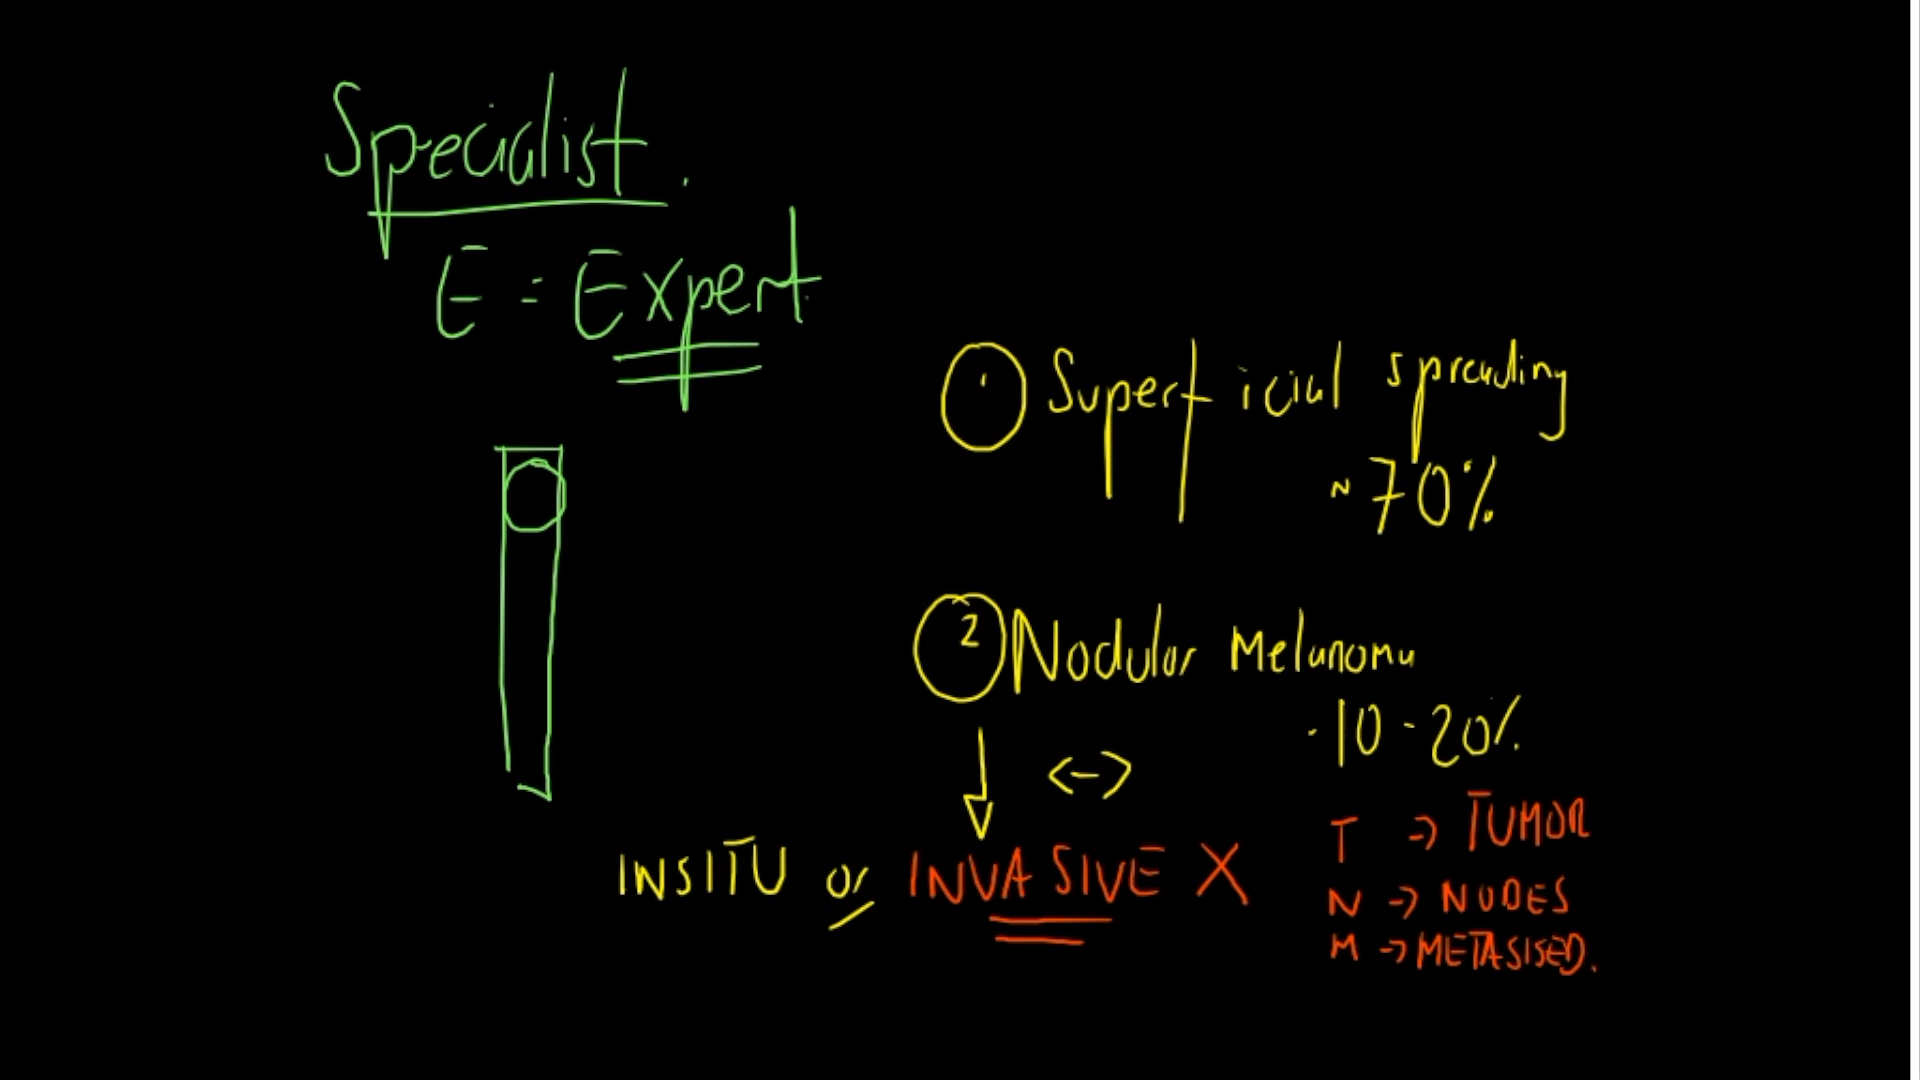 Specialist.
E = Expert
1 Superficial spreading
~70%
2 Nodular Melanoma
·10-20%
<->
INSITU or INVASIVE X
T -> TUMOR
N -> NODES
M -> METASISED.